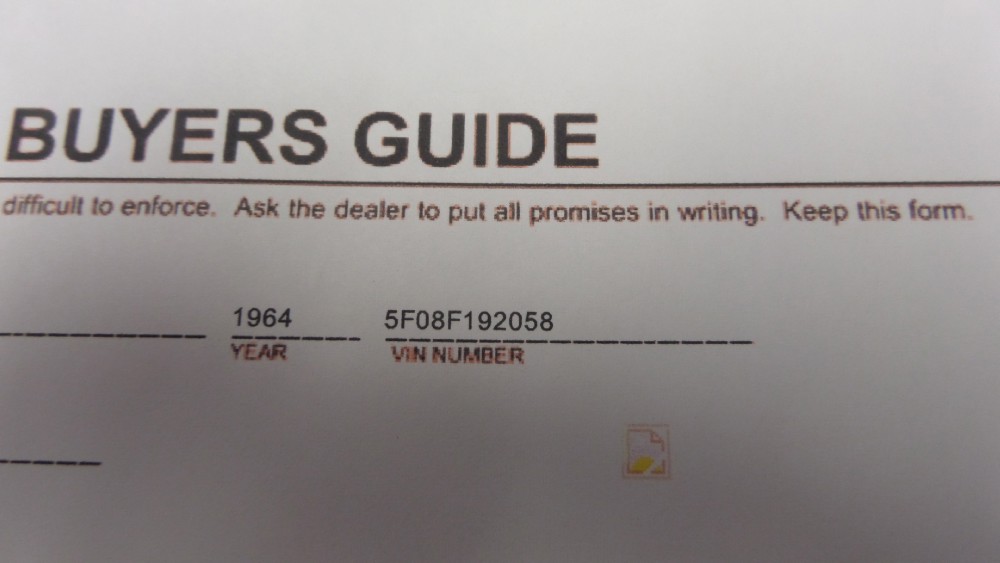 BUYERS GUIDE
difficult to enforce. Ask the dealer to put all promises in writing. Keep this form.
1964 5F08F192058
YEAR VIN NUMBER